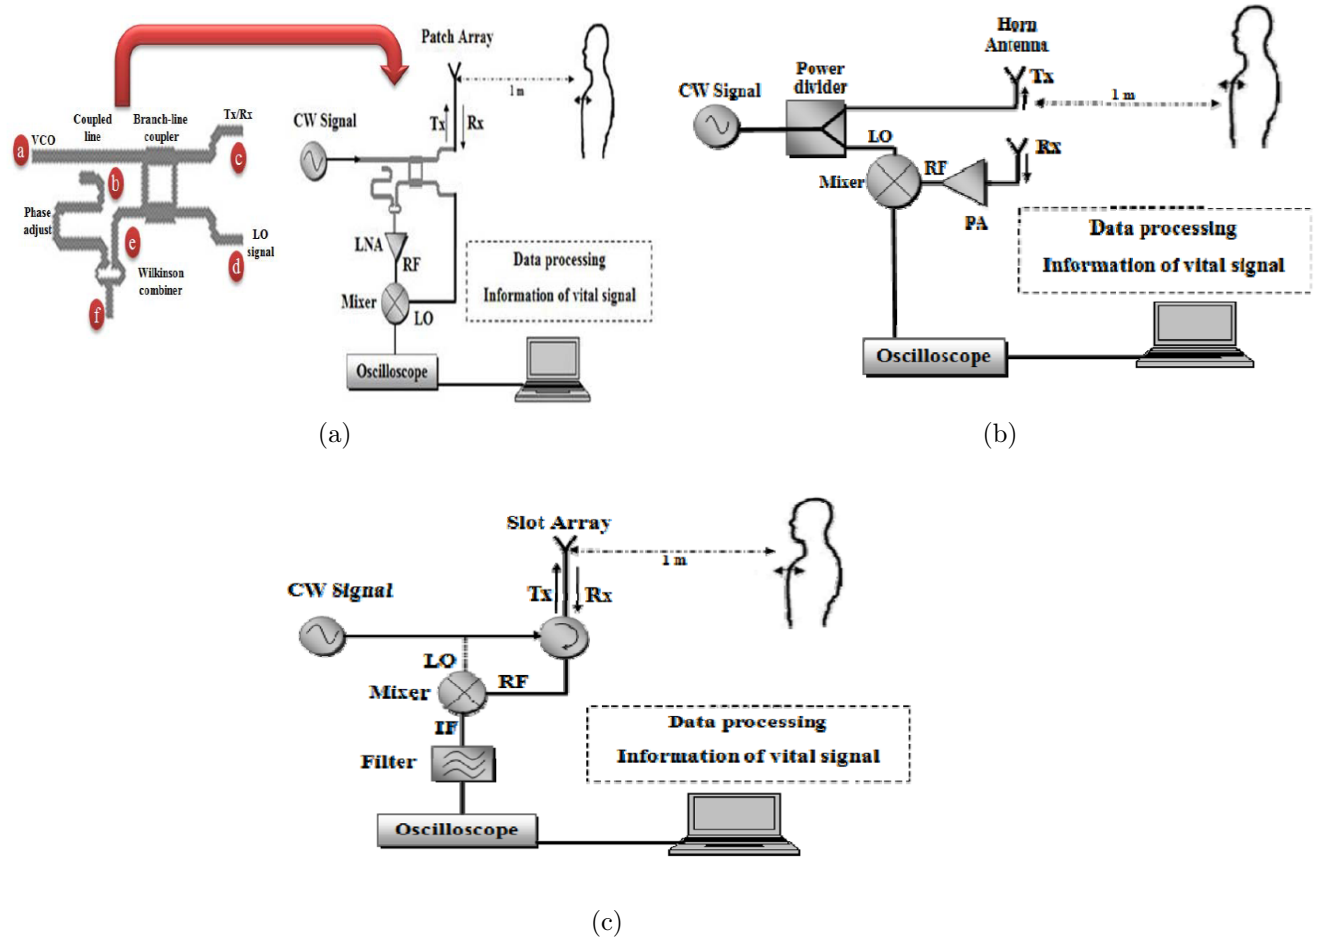 Patch Array
1 m
Tx
Rx
CW Signal
a
VCO
Coupled
line
Branch-line
coupler
Tx/Rx
c
b
Phase
adjust
e
LO
signal
d
Wilkinson
combiner
f
LNA
RF
Mixer
LO
Oscilloscope
Data processing
Information of vital signal
(a)
Horn
Antenna
Tx
1 m
Power
divider
CW Signal
LO
Rx
Mixer
RF
PA
Data processing
Information of vital signal
Oscilloscope
(b)
Slot Array
1 m
CW Signal
Tx
Rx
LO
Mixer
RF
IF
Filter
Data processing
Information of vital signal
Oscilloscope
(c)